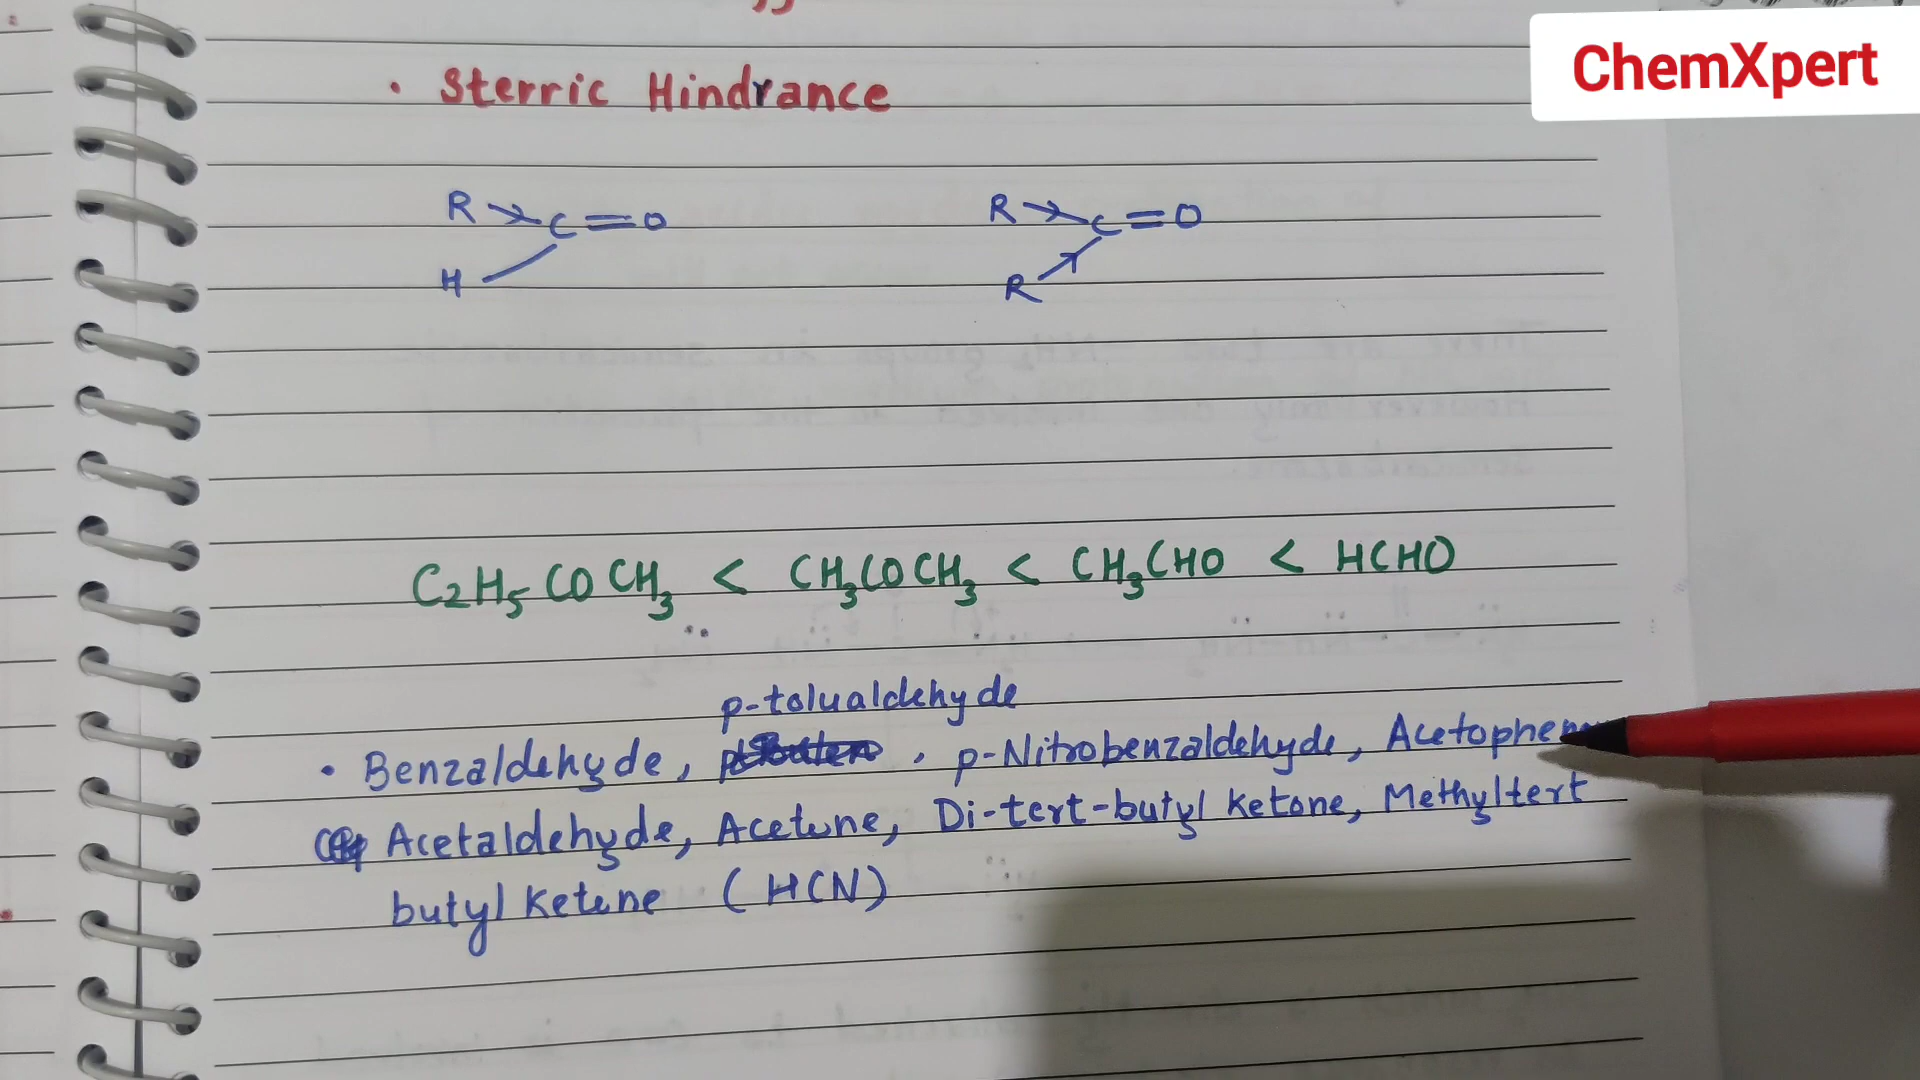 ChemXpert
• Sterric Hindrance
R C=O
H
R C=O
R
C2H5COCH3 < CH3COCH3 < CH3CHO < HCHO
p-tolualdehyde
• Benzaldehyde, , p-Nitrobenzaldehyde, Acetophen
Acetaldehyde, Acetone, Di-tert-butyl ketone, Methyltert
butyl ketone (HCN)